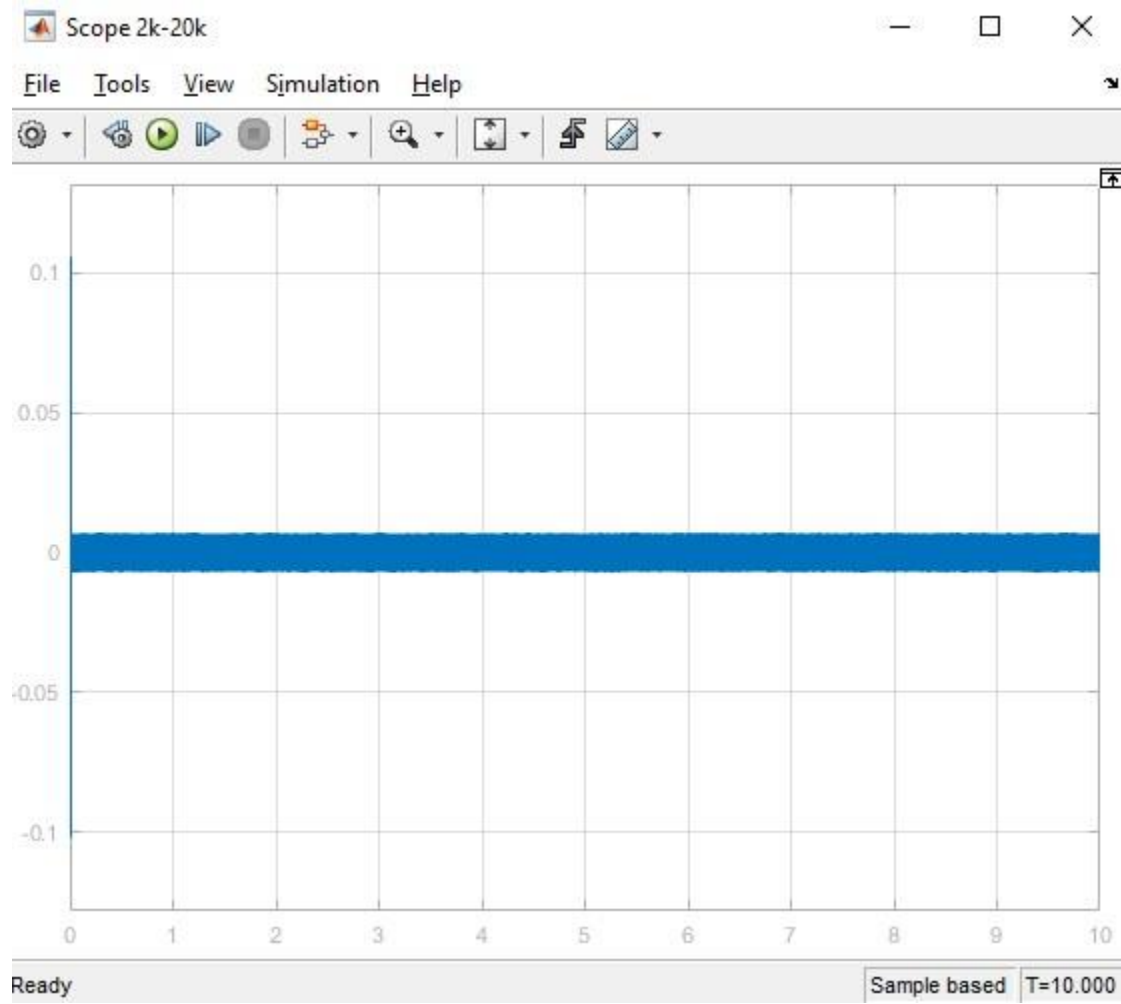 Scope 2k-20k
File Tools View Simulation Help
0.1
0.05
0
-0.05
-0.1
0 1 2 3 4 5 6 7 8 9 10
Ready Sample based T=10.000